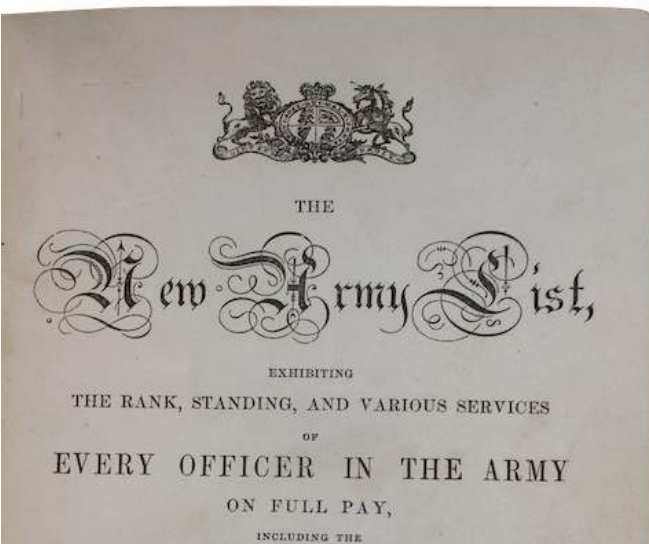 THE
New Army List,
EXHIBITING
THE RANK, STANDING, AND VARIOUS SERVICES
OF
EVERY OFFICER IN THE ARMY
ON FULL PAY,
INCLUDING THE